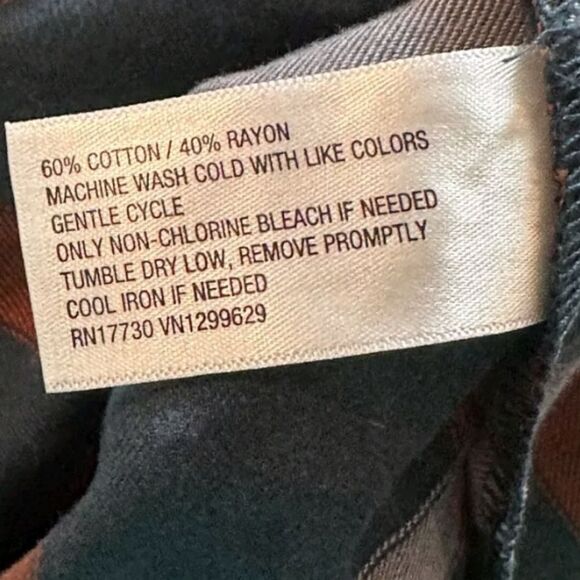 60% COTTON / 40% RAYON
MACHINE WASH COLD WITH LIKE COLORS
GENTLE CYCLE
ONLY NON-CHLORINE BLEACH IF NEEDED
TUMBLE DRY LOW, REMOVE PROMPTLY
COOL IRON IF NEEDED
RN17730 VN1299629